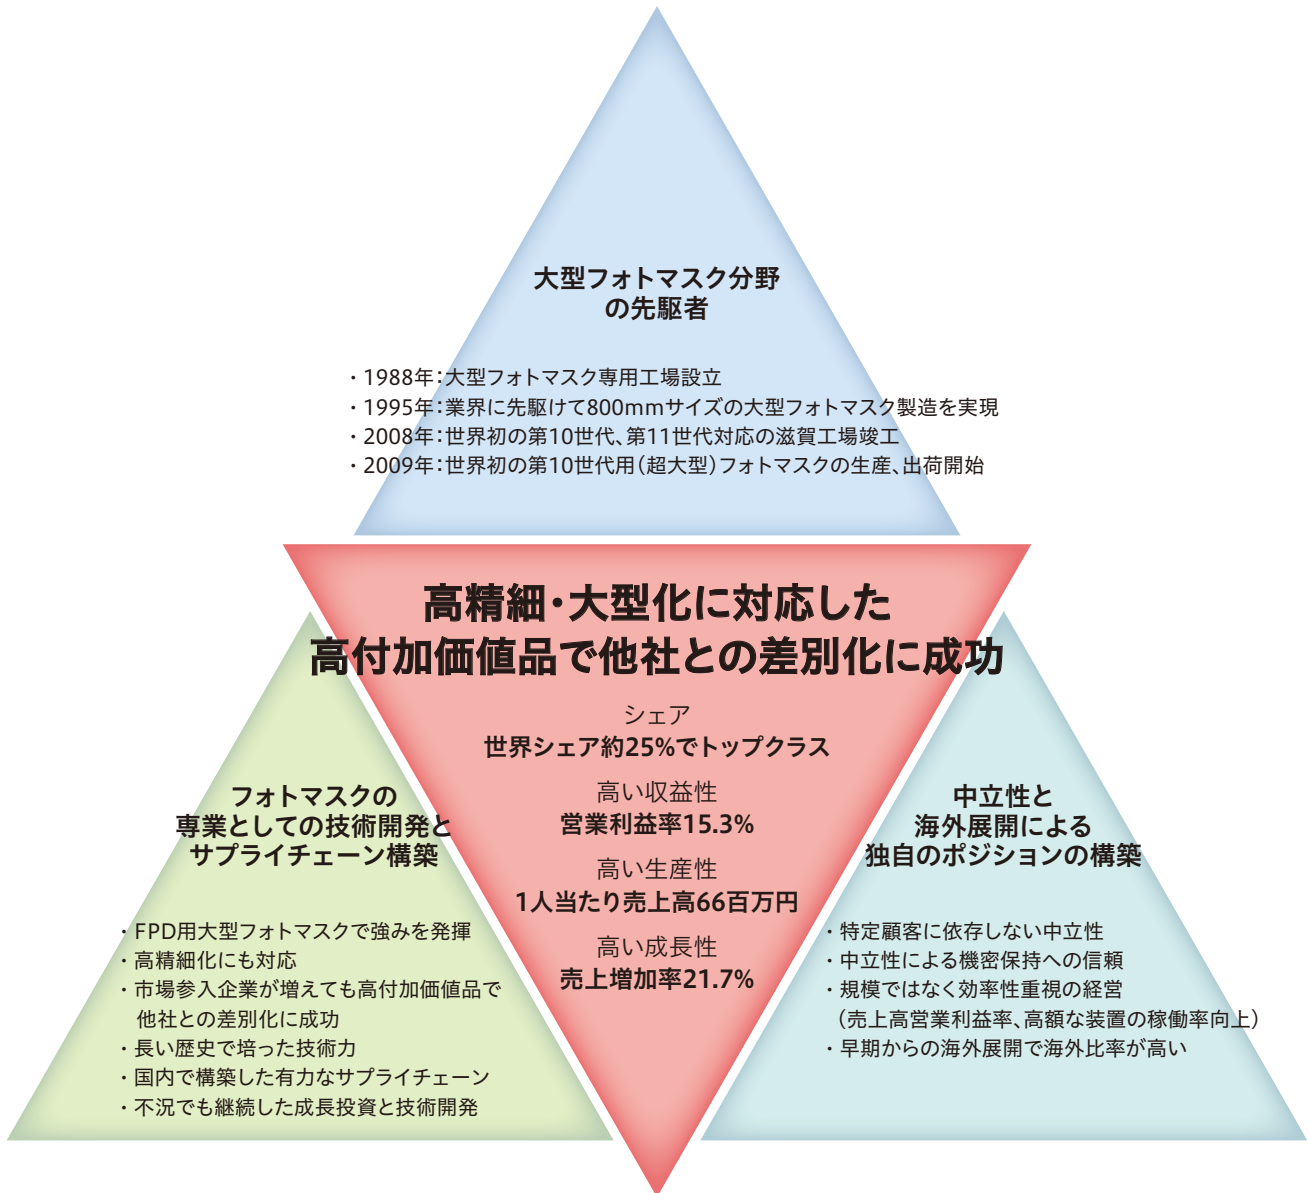 大型フォトマスク分野
の先駆者
・1988年：大型フォトマスク専用工場設立
・1995年：業界に先駆けて800mmサイズの大型フォトマスク製造を実現
・2008年：世界初の第10世代、第11世代対応の滋賀工場竣工
・2009年：世界初の第10世代用（超大型）フォトマスクの生産、出荷開始
高精細・大型化に対応した
高付加価値品で他社との差別化に成功
シェア
世界シェア約25%でトップクラス
高い収益性
営業利益率15.3%
高い生産性
1人当たり売上高66百万円
高い成長性
売上増加率21.7%
フォトマスクの
専業としての技術開発と
サプライチェーン構築
・FPD用大型フォトマスクで強みを発揮
・高精細化にも対応
・市場参入企業が増えても高付加価値品で
他社との差別化に成功
・長い歴史で培った技術力
・国内で構築した有力なサプライチェーン
・不況でも継続した成長投資と技術開発
中立性と
海外展開による
独自のポジションの構築
・特定顧客に依存しない中立性
・中立性による機密保持への信頼
・規模ではなく効率性重視の経営
（売上高営業利益率、高額な装置の稼働率向上）
・早期からの海外展開で海外比率が高い